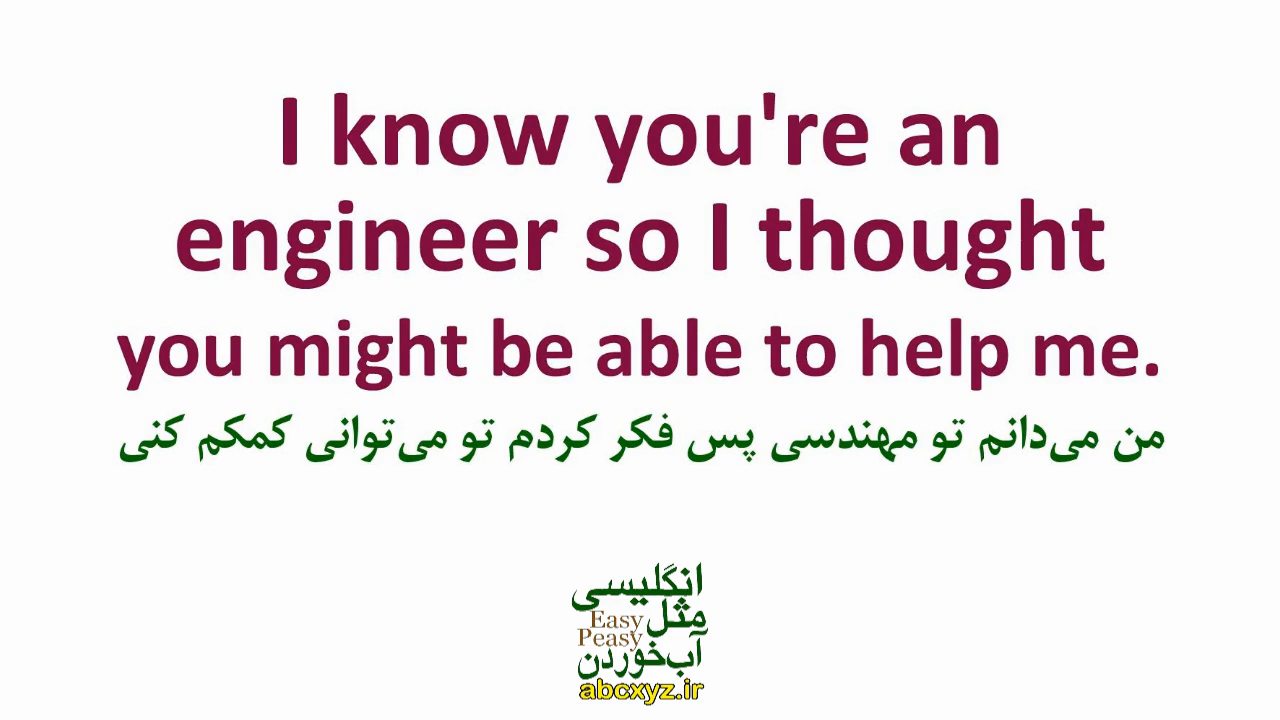 I know you're an
engineer so I thought
you might be able to help me.
من می‌دانم تو مهندسی پس فکر کردم تو می‌توانی کمکم کنی
انگلیسی
مثل
Easy
Peasy
آب‌خوردن
abcxyz.ir